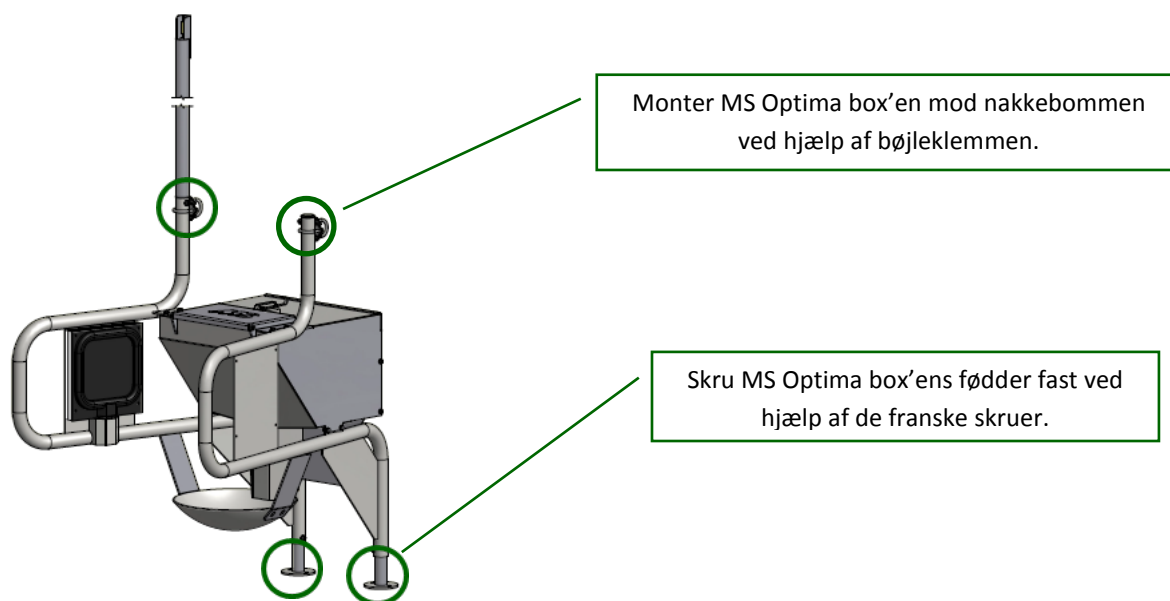 Monter MS Optima box’en mod nakkebommen
ved hjælp af bøjleklemmen.
Skru MS Optima box’ens fødder fast ved
hjælp af de franske skruer.